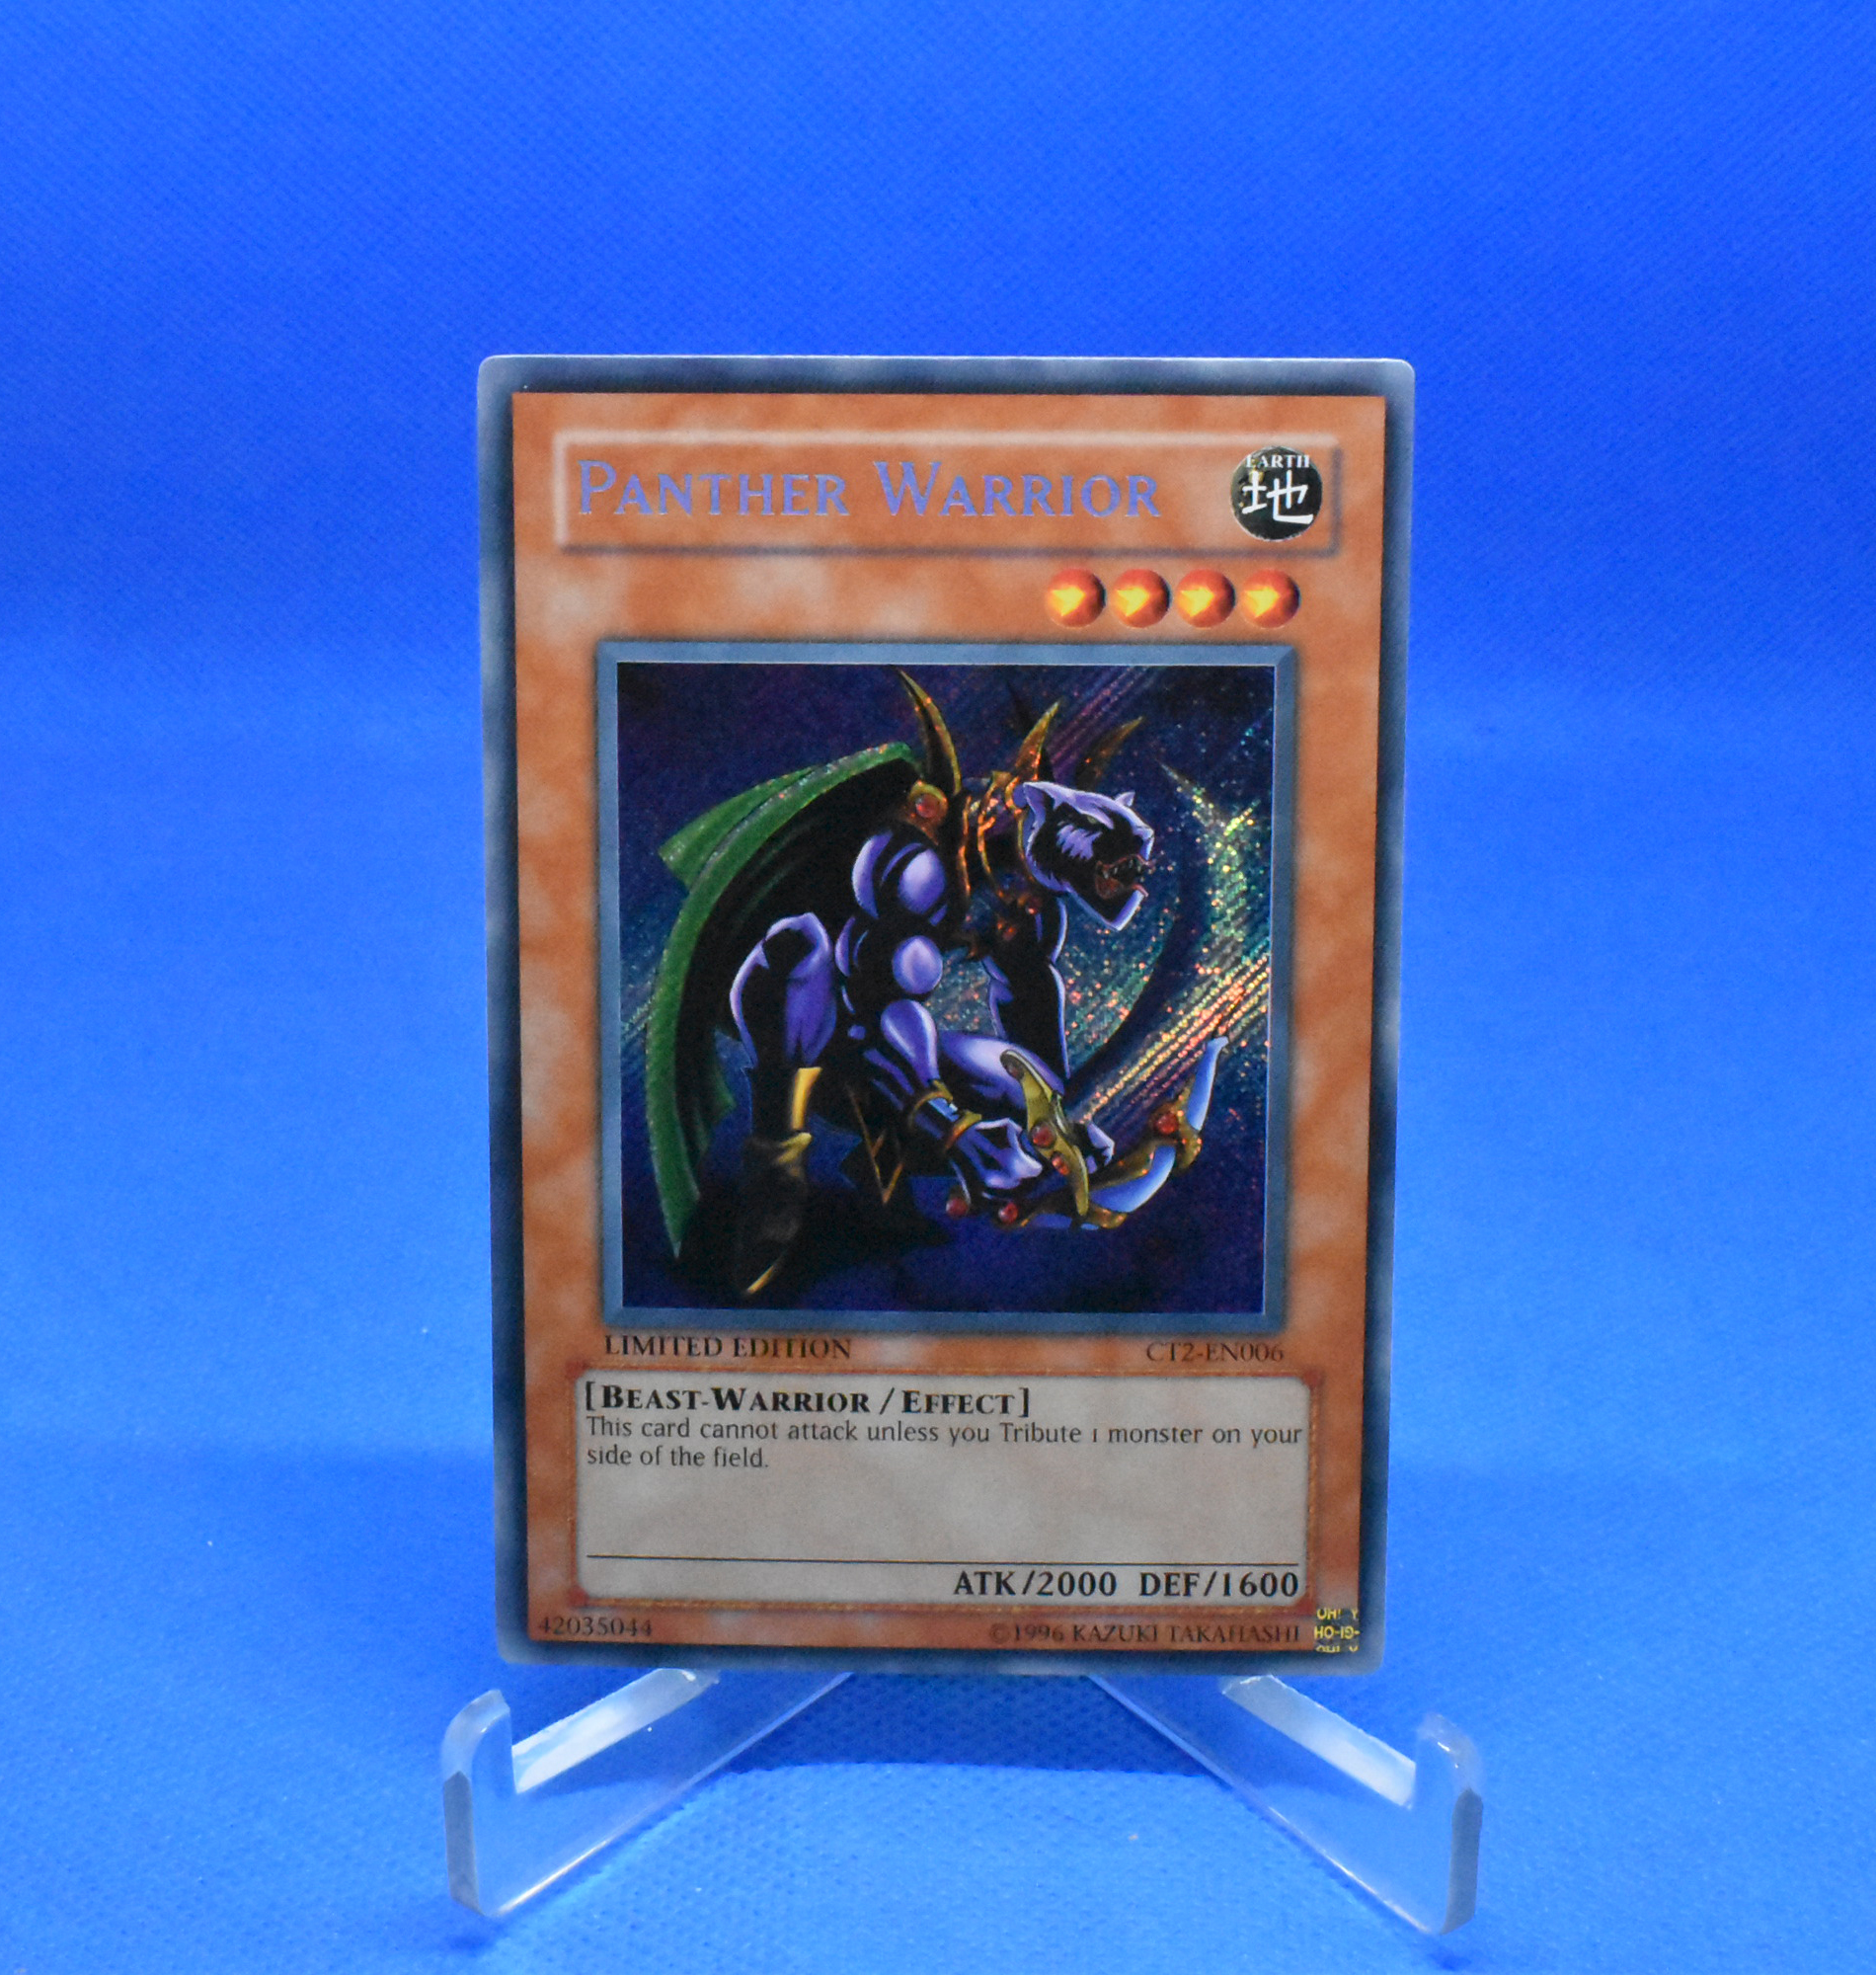 PANTHER WARRIOR
EARTH
地
LIMITED EDITION
CT2-EN006
[BEAST-WARRIOR / EFFECT]
This card cannot attack unless you Tribute 1 monster on your
side of the field.
ATK/2000 DEF/1600
42035044
©1996 KAZUKI TAKAHASHI